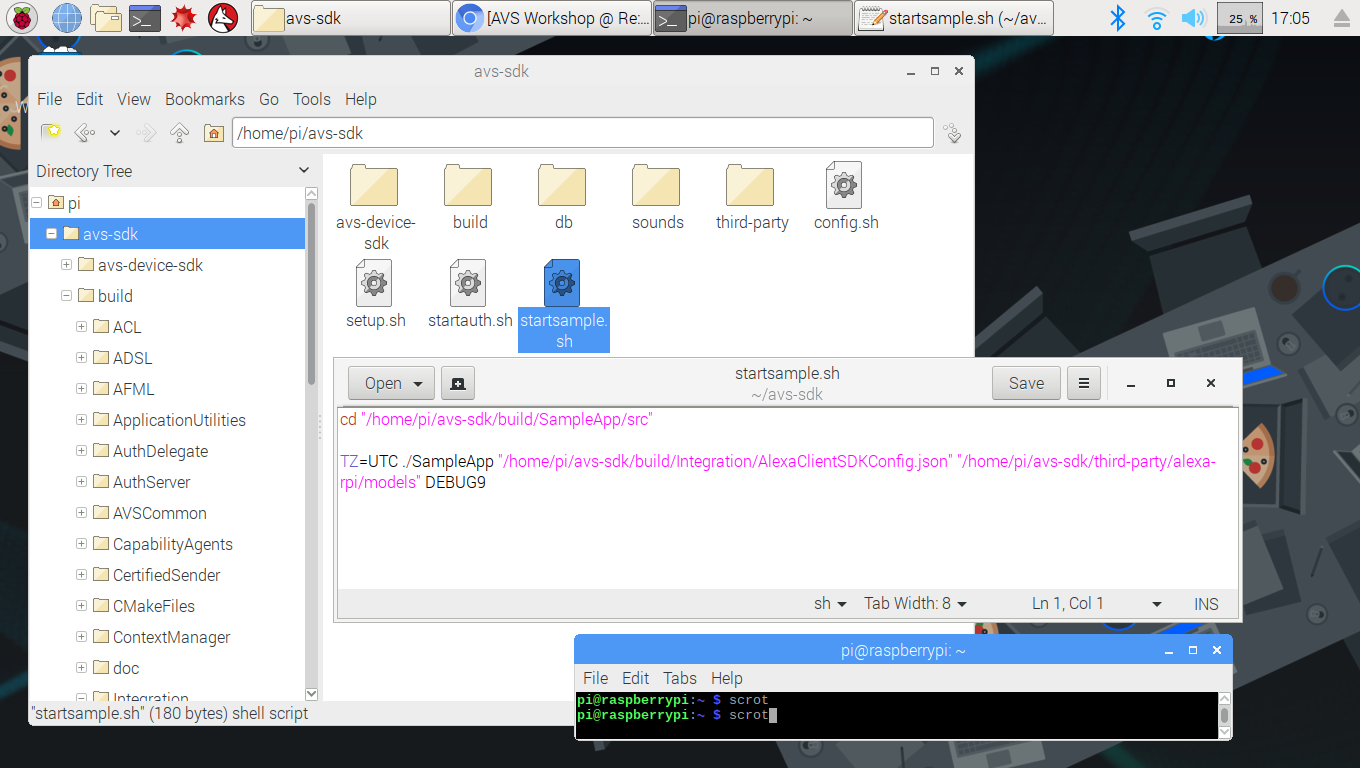 avs-sdk
[AVS Workshop @ Re:...
pi@raspberrypi: ~
startsample.sh (~/av...
25 %
17:05
avs-sdk
File Edit View Bookmarks Go Tools Help
/home/pi/avs-sdk
Directory Tree
pi
avs-sdk
avs-device-sdk
build
ACL
ADSL
AFML
ApplicationUtilities
AuthDelegate
AuthServer
AVSCommon
CapabilityAgents
CertifiedSender
CMakeFiles
ContextManager
doc
Integration
avs-device-
sdk
build
db
sounds
third-party
config.sh
setup.sh
startauth.sh
startsample.
sh
"startsample.sh" (180 bytes) shell script
Open
startsample.sh
~/avs-sdk
Save
cd "/home/pi/avs-sdk/build/SampleApp/src"
TZ=UTC ./SampleApp "/home/pi/avs-sdk/build/Integration/AlexaClientSDKConfig.json" "/home/pi/avs-sdk/third-party/alexa-
rpi/models" DEBUG9
sh Tab Width: 8 Ln 1, Col 1 INS
pi@raspberrypi: ~
File Edit Tabs Help
pi@raspberrypi:~ $ scrot
pi@raspberrypi:~ $ scrot